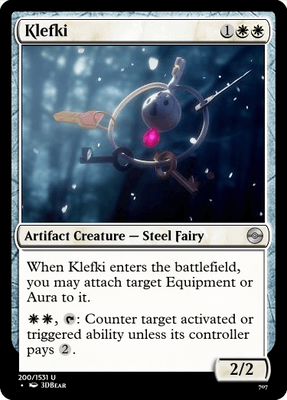 Klefki 1
Artifact Creature — Steel Fairy
When Klefki enters the battlefield,
you may attach target Equipment or
Aura to it.
, : Counter target activated or
triggered ability unless its controller
pays 2.
2/2
200/1531 U
• 3DBear